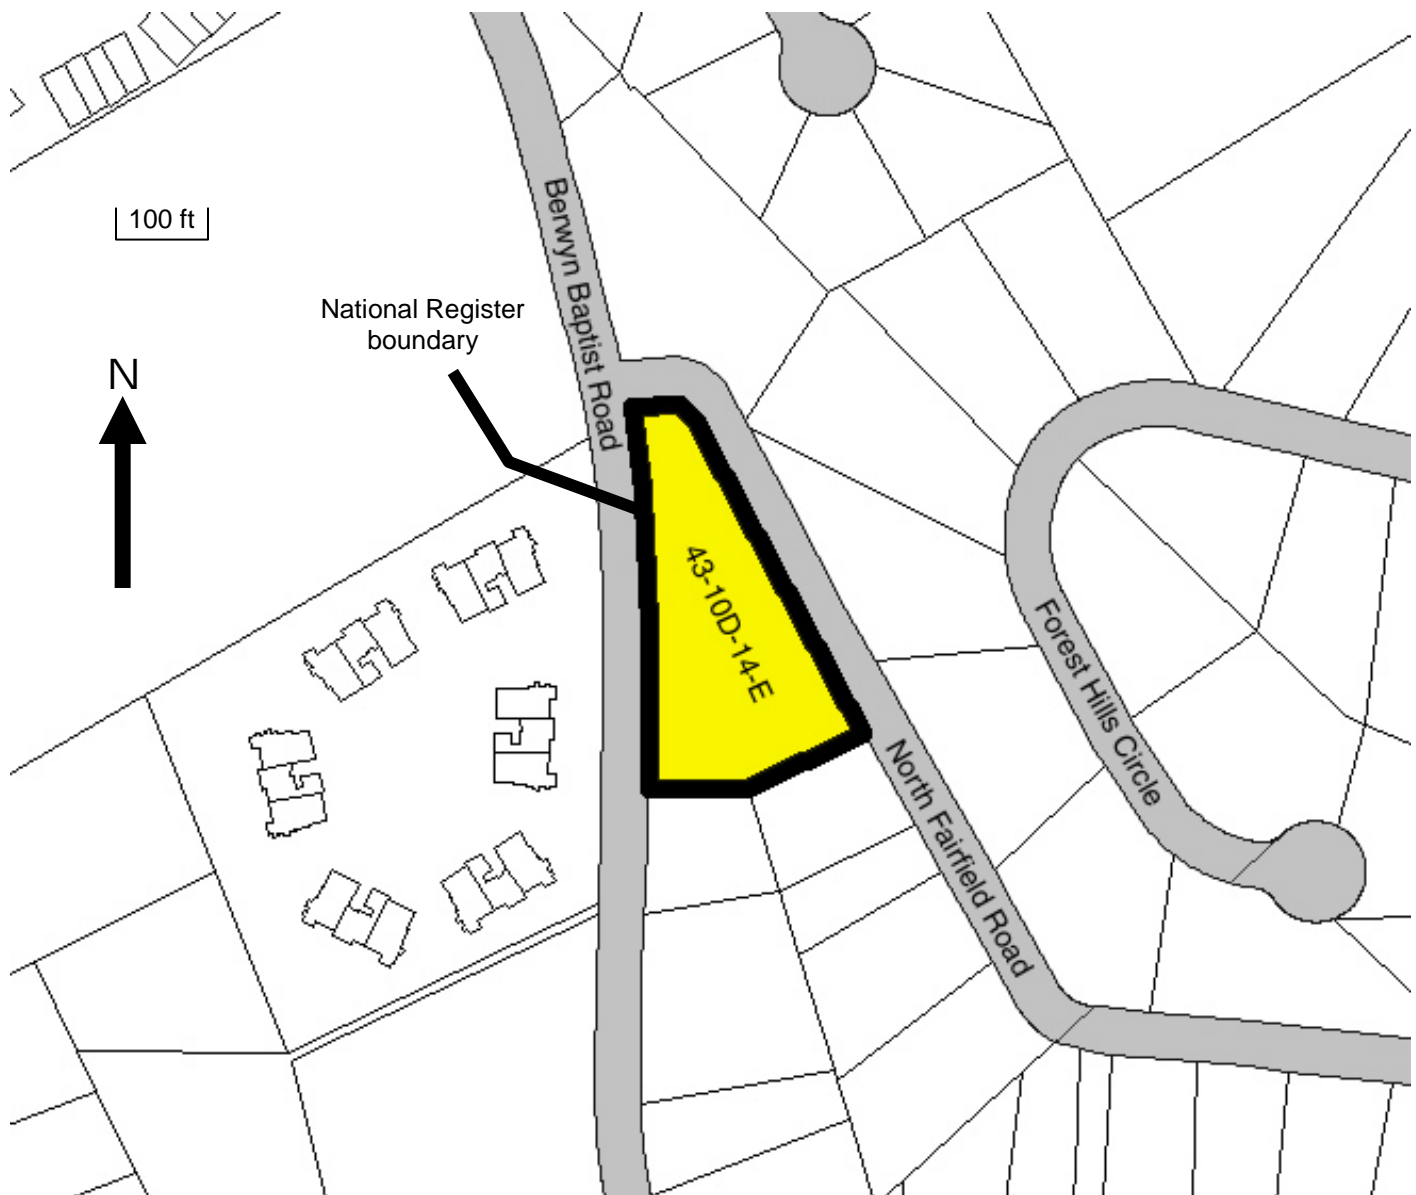 Berwyn Baptist Road
100 ft
National Register
boundary
N
43-10D-14-E
Forest Hills Circle
North Fairfield Road